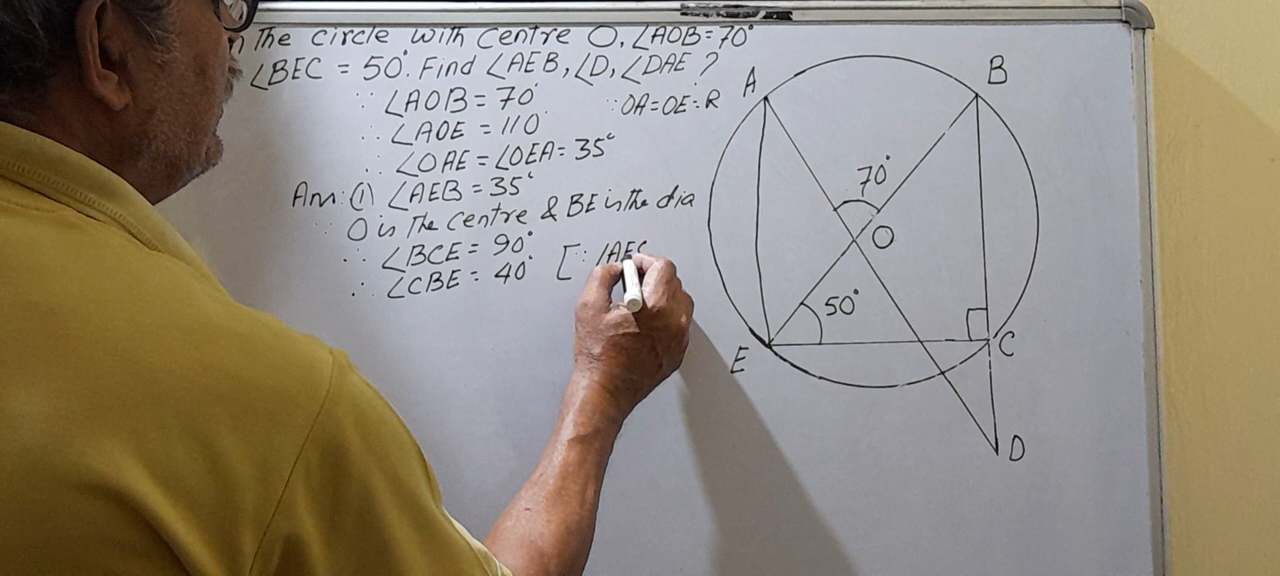 n the circle with Centre O, ∠AOB = 70°
∠BEC = 50°. Find ∠AEB, ∠D, ∠DAE ?
∵ ∠AOB = 70°
∵ OA = OE = R
∴ ∠AOE = 110°
∴ ∠OAE = ∠OEA = 35°
Ans: ① ∠AEB = 35°
∵ O is the centre & BE is the dia
∴ ∠BCE = 90°
∴ ∠CBE = 40° [∵ ∠AEC
A
B
70°
O
50°
E
C
D